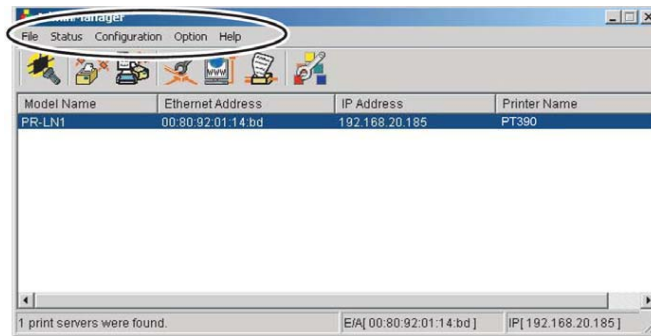 AdminManager
File Status Configuration Option Help
WWW
Model Name Ethernet Address IP Address Printer Name
PR-LN1 00:80:92:01:14:bd 192.168.20.185 PT390
1 print servers were found. E/A[ 00:80:92:01:14:bd ] IP[ 192.168.20.185 ]